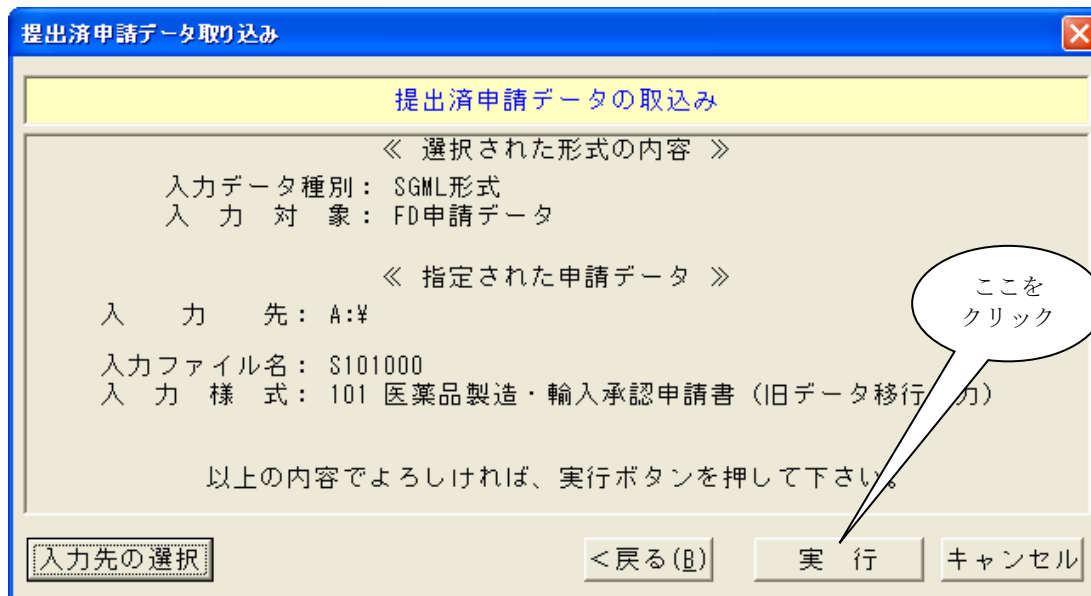 提出済申請データ取り込み
提出済申請データの取込み
≪ 選択された形式の内容 ≫
入力データ種別： SGML形式
入 力 対 象： FD申請データ
≪ 指定された申請データ ≫
入 力 先： A:¥
入力ファイル名： S101000
入 力 様 式： 101 医薬品製造・輸入承認申請書（旧データ移行 力）
以上の内容でよろしければ、実行ボタンを押して下さい。
ここを
クリック
入力先の選択
<戻る(B)
実 行
キャンセル